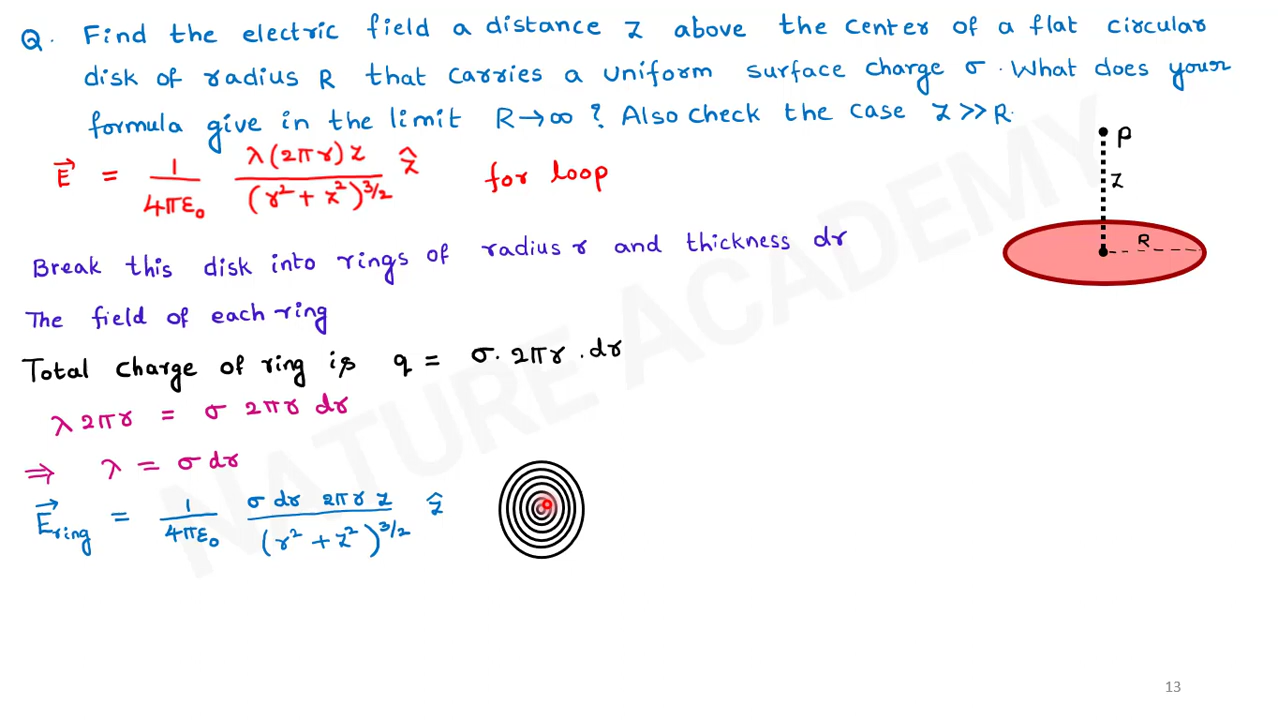 Q. Find the electric field a distance z above the center of a flat circular
disk of radius R that carries a uniform surface charge σ. What does your
formula give in the limit R→∞ ? Also check the case z >> R.
E⃗ = 1/4πε₀ λ(2πr)z/(r²+z²)^3/2 ẑ for loop
P
z
R
Break this disk into rings of radius r and thickness dr
The field of each ring
Total charge of ring is q = σ. 2πr . dr
λ2πr = σ 2πr dr
⇒ λ = σ dr
E⃗ring = 1/4πε₀ σ dr 2πr z/(r²+z²)^3/2 ẑ
NATURE ACADEMY
13